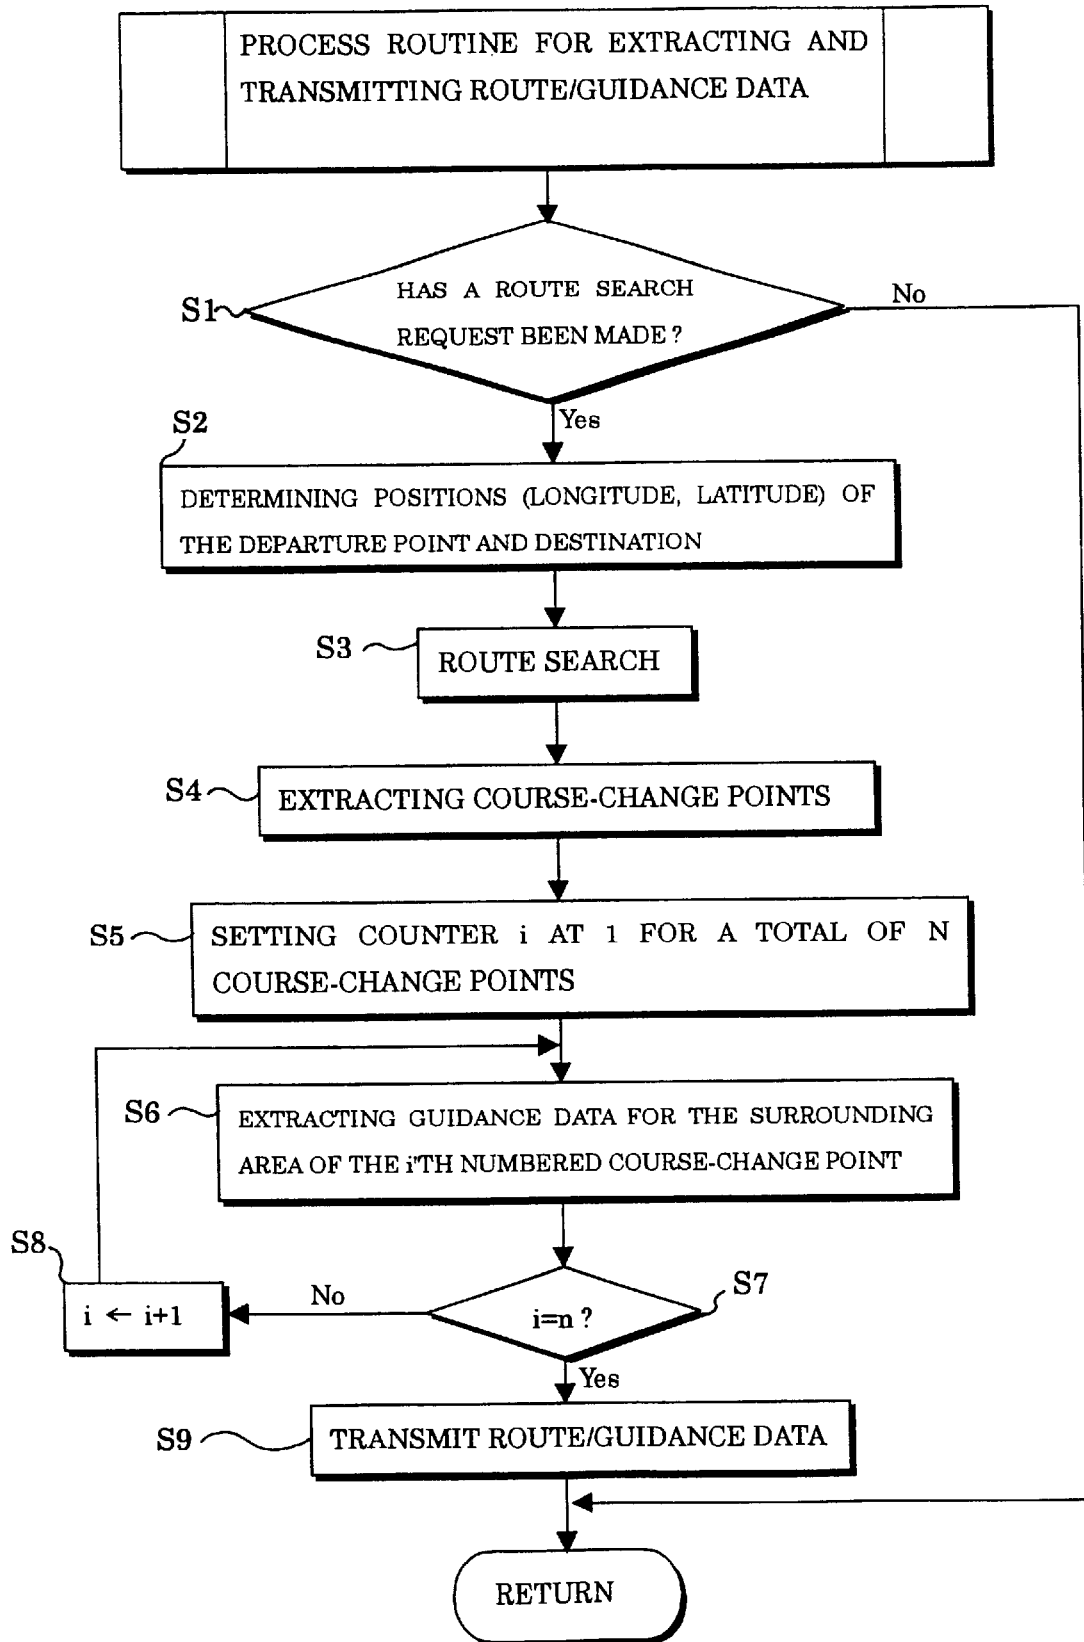 PROCESS ROUTINE FOR EXTRACTING AND
TRANSMITTING ROUTE/GUIDANCE DATA
S1
HAS A ROUTE SEARCH
REQUEST BEEN MADE ?
No
Yes
S2
DETERMINING POSITIONS (LONGITUDE, LATITUDE) OF
THE DEPARTURE POINT AND DESTINATION
S3
ROUTE SEARCH
S4
EXTRACTING COURSE-CHANGE POINTS
S5
SETTING COUNTER i AT 1 FOR A TOTAL OF N
COURSE-CHANGE POINTS
S6
EXTRACTING GUIDANCE DATA FOR THE SURROUNDING
AREA OF THE i'TH NUMBERED COURSE-CHANGE POINT
S8
i ← i+1
No
i=n ?
S7
Yes
S9
TRANSMIT ROUTE/GUIDANCE DATA
RETURN